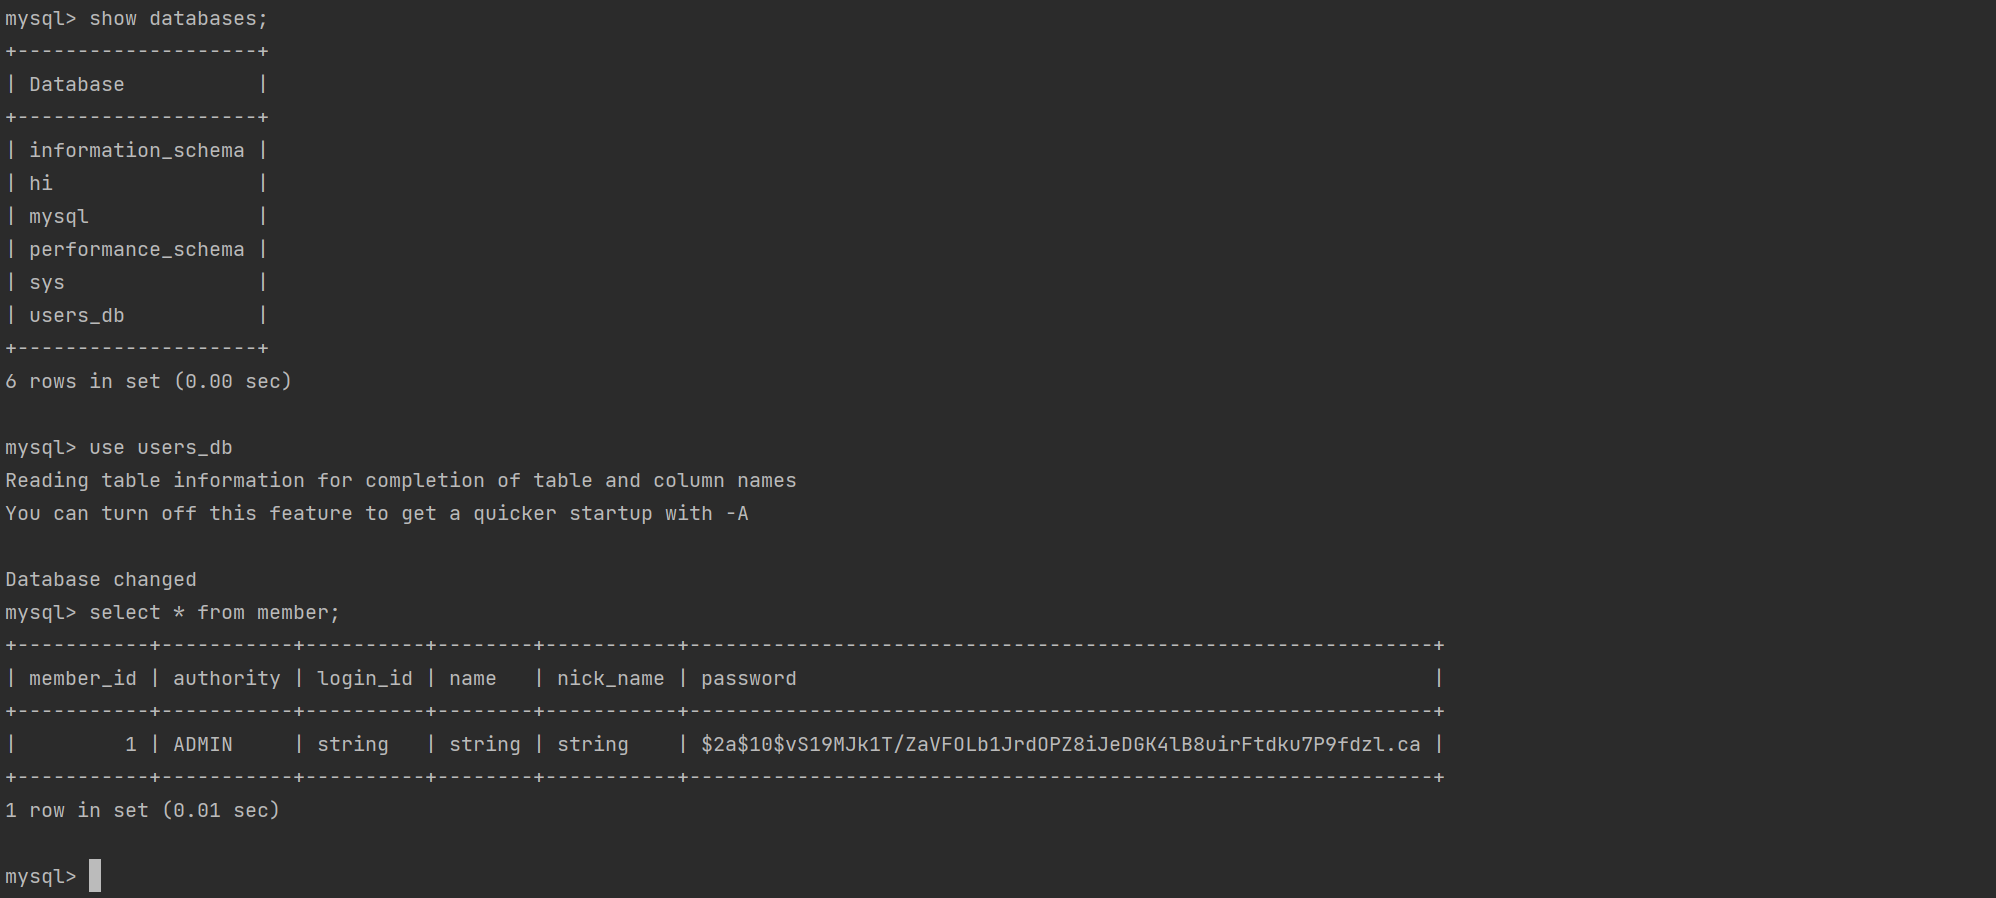 mysql> show databases;
+--------------------+
| Database           |
+--------------------+
| information_schema |
| hi                 |
| mysql              |
| performance_schema |
| sys                |
| users_db           |
+--------------------+
6 rows in set (0.00 sec)

mysql> use users_db
Reading table information for completion of table and column names
You can turn off this feature to get a quicker startup with -A

Database changed
mysql> select * from member;
+-----------+-----------+----------+--------+-----------+--------------------------------------------------------------+
| member_id | authority | login_id | name   | nick_name | password                                                     |
+-----------+-----------+----------+--------+-----------+--------------------------------------------------------------+
|         1 | ADMIN     | string   | string | string    | $2a$10$vS19MJk1T/ZaVFOLb1JrdOPZ8iJeDGK4lB8uirFtdku7P9fdzl.ca |
+-----------+-----------+----------+--------+-----------+--------------------------------------------------------------+
1 row in set (0.01 sec)

mysql>